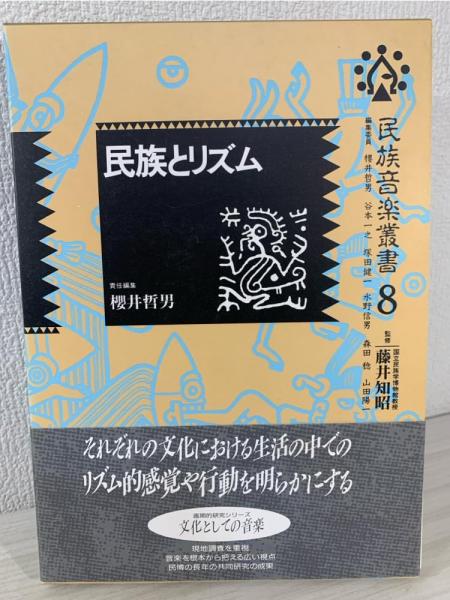 民族とリズム
責任編集
櫻井哲男
民族音楽叢書 8
編集委員 櫻井哲男 谷本一之 塚田健一 水野信男 森田稔 山田陽一
監修 国立民族学博物館教授
藤井知昭
それぞれの文化における生活の中での
リズム的感覚や行動を明らかにする
画期的研究シリーズ
文化としての音楽
現地調査を重視
音楽を根本から把える広い視点
民博の長年の共同研究の成果